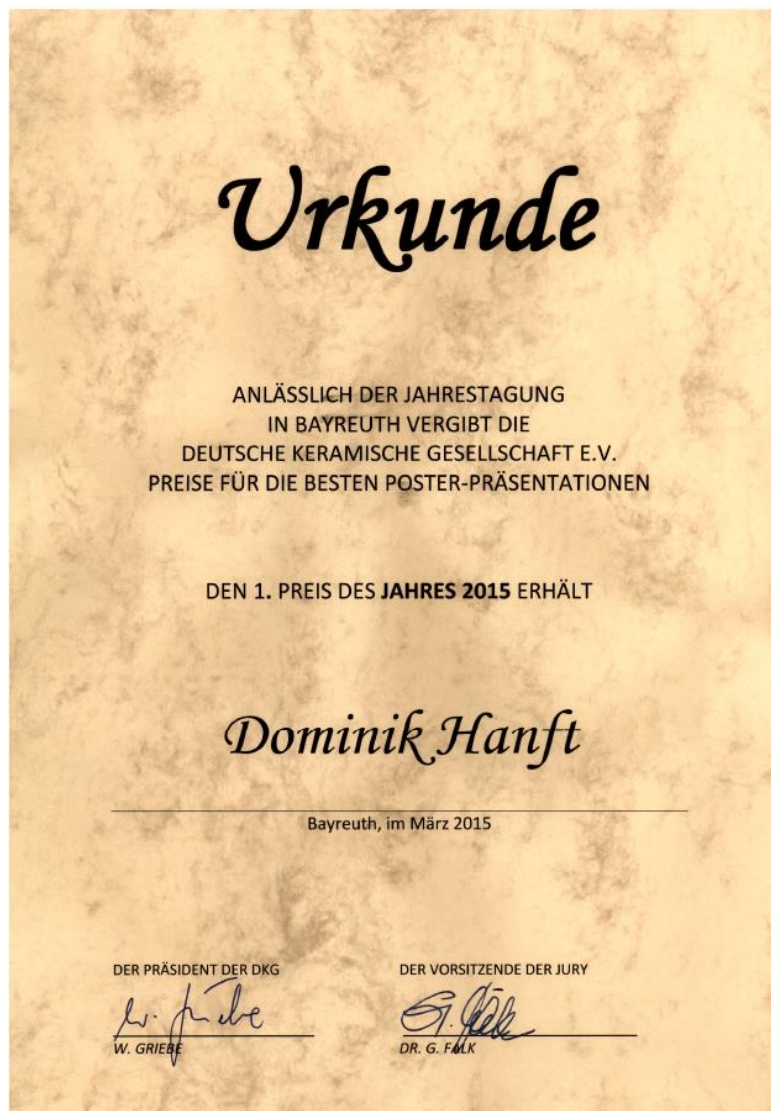 Urkunde
ANLÄSSLICH DER JAHRESTAGUNG
IN BAYREUTH VERGIBT DIE
DEUTSCHE KERAMISCHE GESELLSCHAFT E.V.
PREISE FÜR DIE BESTEN POSTER-PRÄSENTATIONEN
DEN 1. PREIS DES JAHRES 2015 ERHÄLT
Dominik Hanft
Bayreuth, im März 2015
DER PRÄSIDENT DER DKG
W. Griebe
W. GRIEBE
DER VORSITZENDE DER JURY
G. Falk
DR. G. FALK